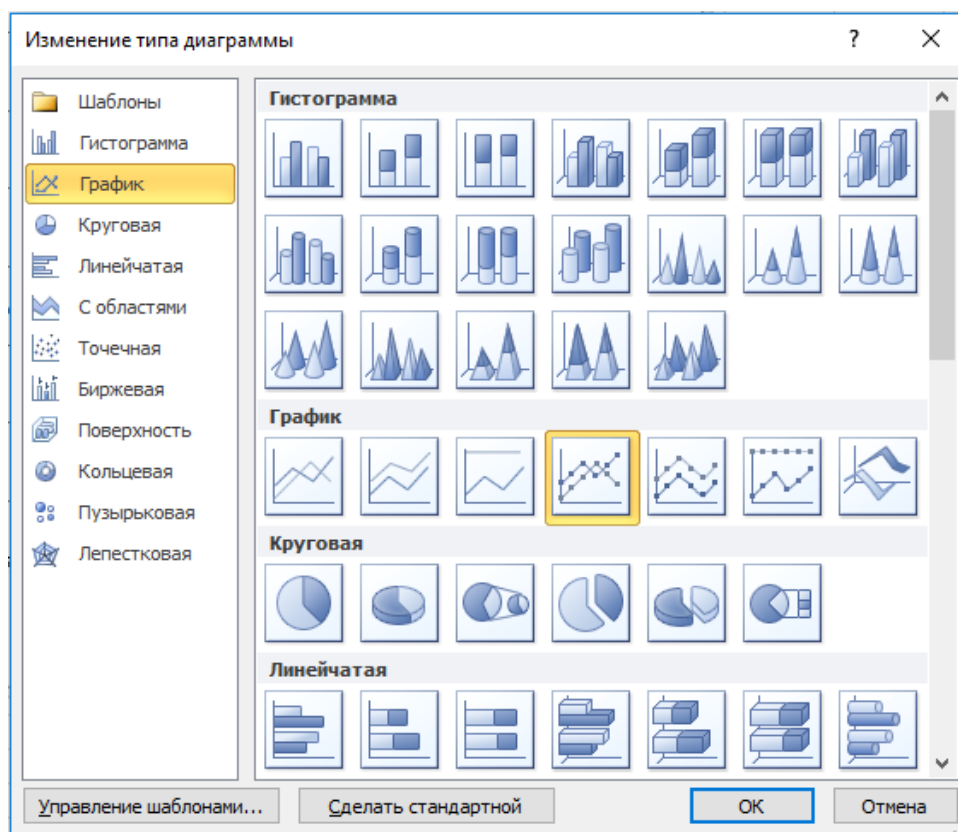 Изменение типа диаграммы
?
Шаблоны
Гистограмма
График
Круговая
Линейчатая
С областями
Точечная
Биржевая
Поверхность
Кольцевая
Пузырьковая
Лепестковая
Гистограмма
График
Круговая
Линейчатая
Управление шаблонами...
Сделать стандартной
ОК
Отмена